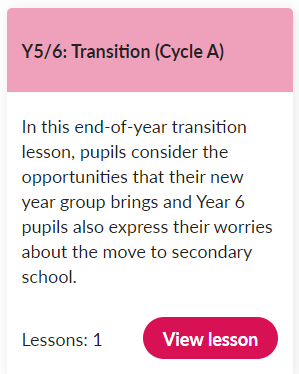 Y5/6: Transition (Cycle A)
In this end-of-year transition
lesson, pupils consider the
opportunities that their new
year group brings and Year 6
pupils also express their worries
about the move to secondary
school.
Lessons: 1
View lesson